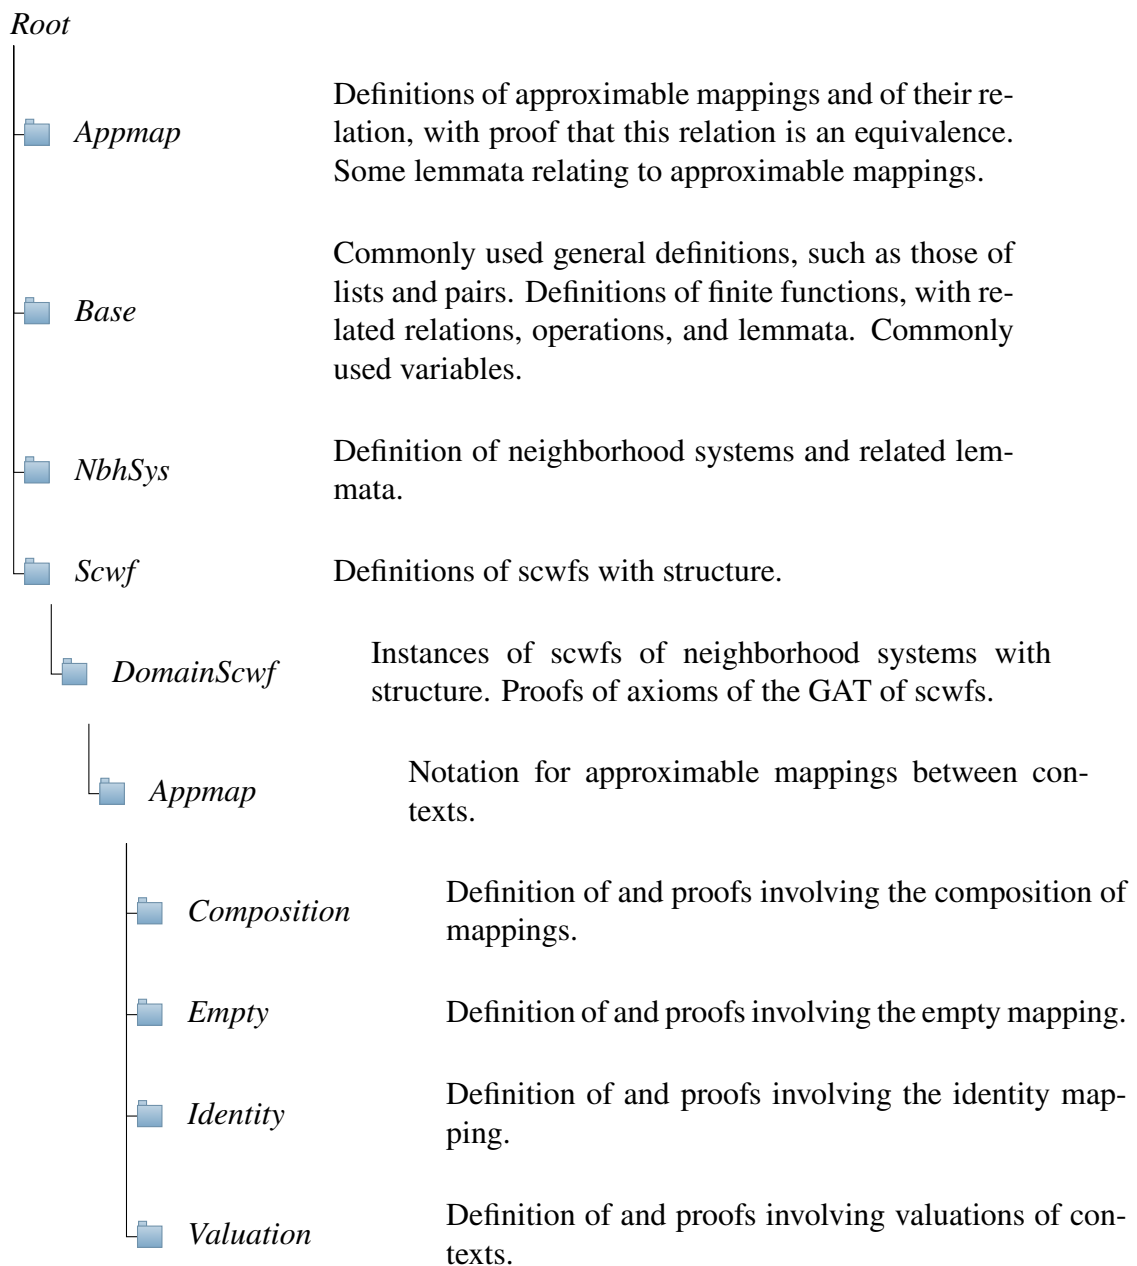 Root
Appmap
Definitions of approximable mappings and of their re-
lation, with proof that this relation is an equivalence.
Some lemmata relating to approximable mappings.
Base
Commonly used general definitions, such as those of
lists and pairs. Definitions of finite functions, with re-
lated relations, operations, and lemmata. Commonly
used variables.
NbhSys
Definition of neighborhood systems and related lem-
mata.
Scwf
Definitions of scwfs with structure.
DomainScwf
Instances of scwfs of neighborhood systems with
structure. Proofs of axioms of the GAT of scwfs.
Appmap
Notation for approximable mappings between con-
texts.
Composition
Definition of and proofs involving the composition of
mappings.
Empty
Definition of and proofs involving the empty mapping.
Identity
Definition of and proofs involving the identity map-
ping.
Valuation
Definition of and proofs involving valuations of con-
texts.